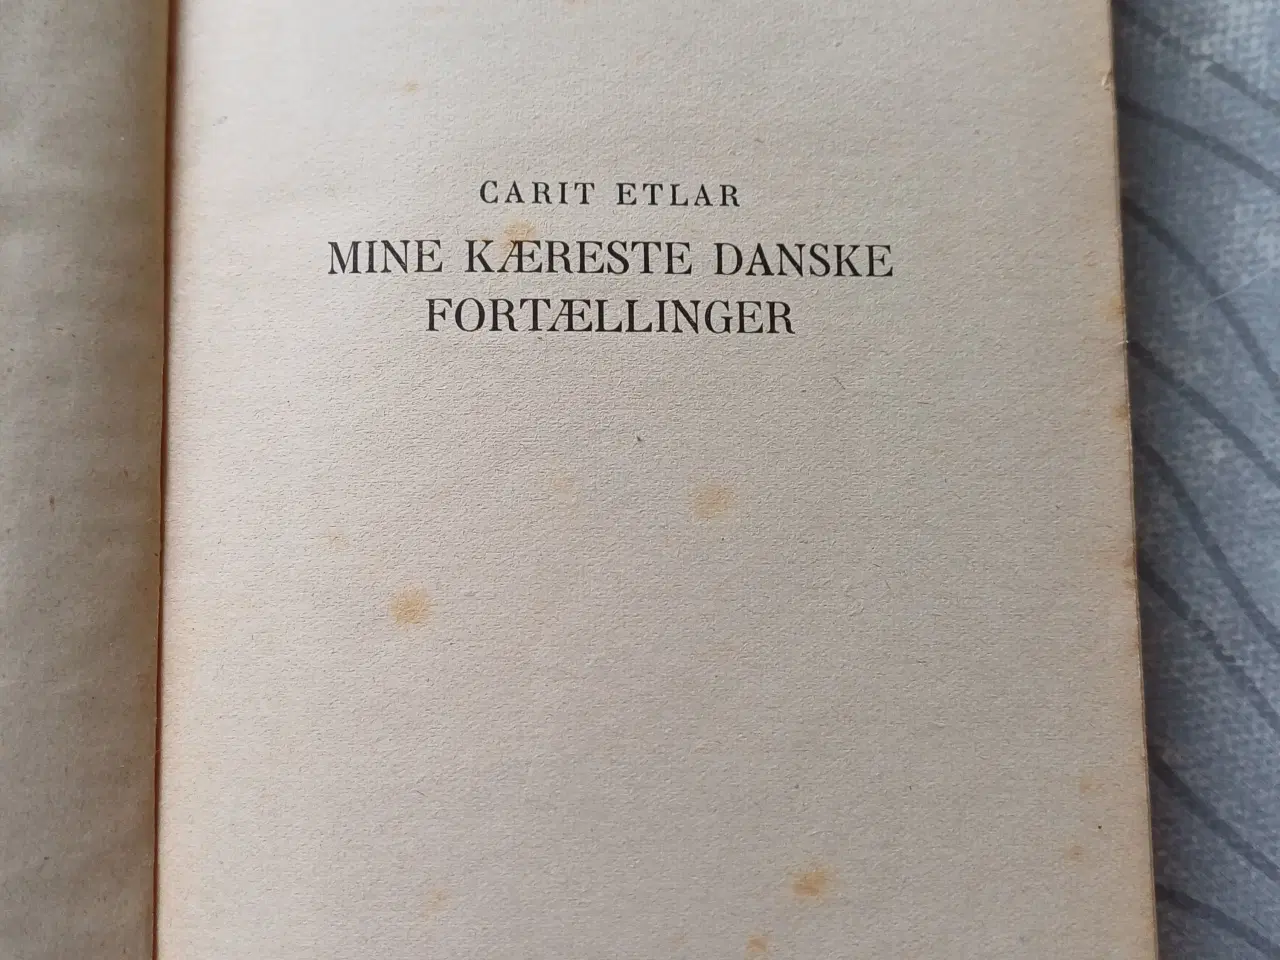 CARIT ETLAR
MINE KÆRESTE DANSKE
FORTÆLLINGER